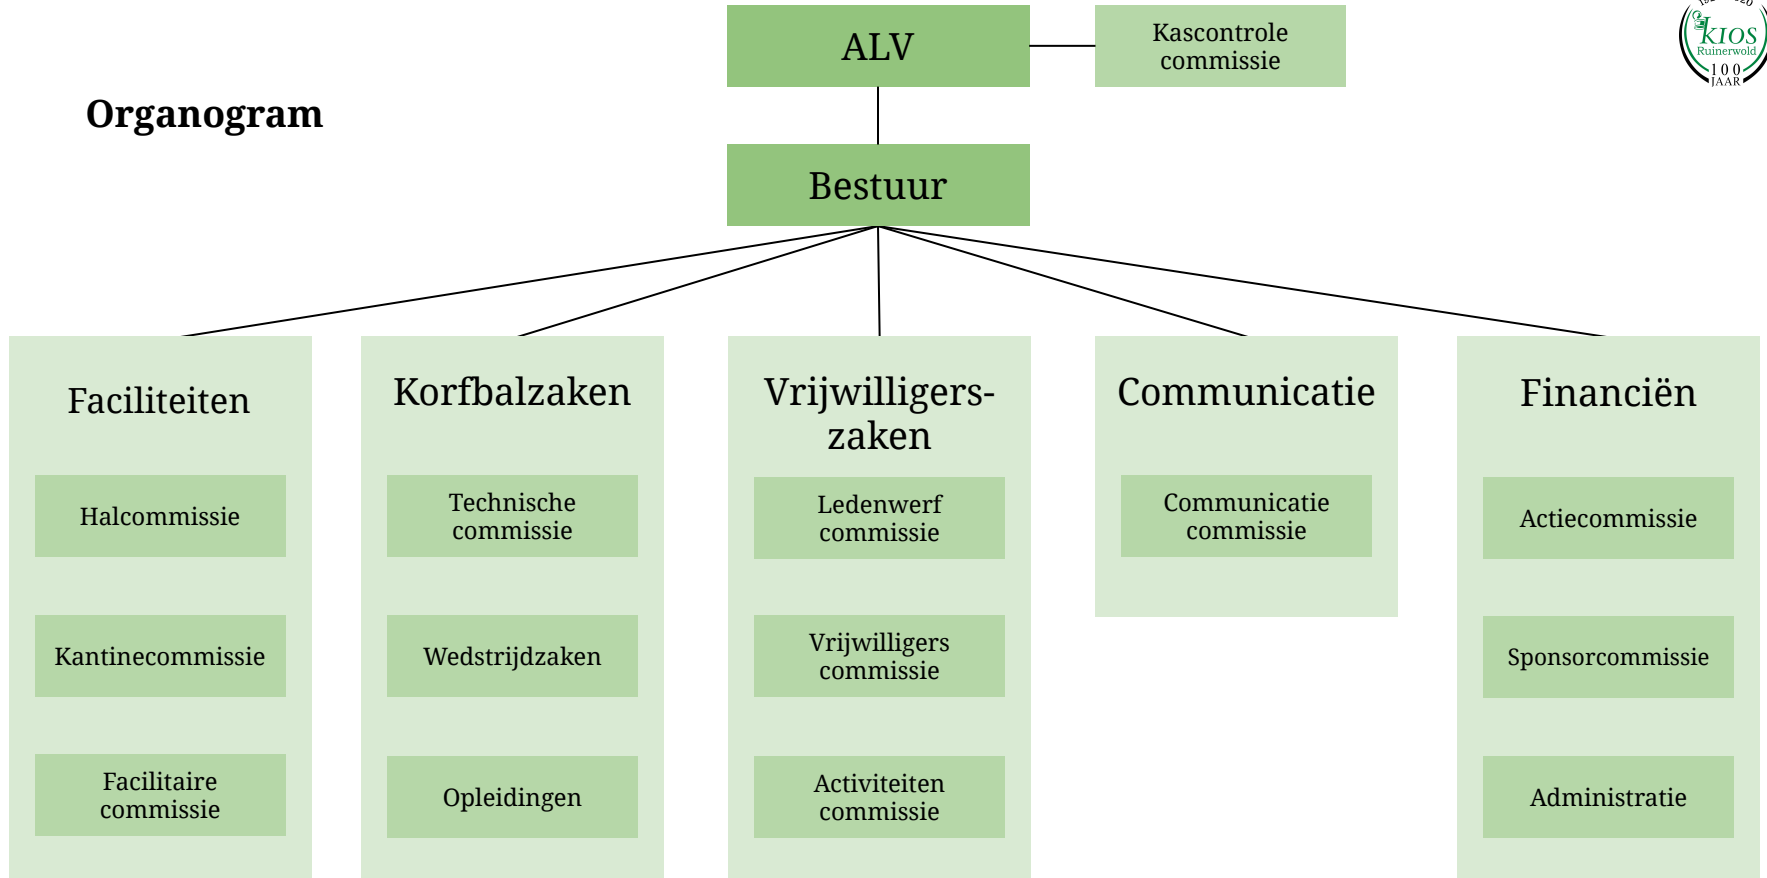 ALV
Kascontrole
commissie
KIOS
Ruinerwold
100
JAAR
Organogram
Bestuur
Faciliteiten
Halcommissie
Kantinecommissie
Facilitaire
commissie
Korfbalzaken
Technische
commissie
Wedstrijdzaken
Opleidingen
Vrijwilligers-
zaken
Ledenwerf
commissie
Vrijwilligers
commissie
Activiteiten
commissie
Communicatie
Communicatie
commissie
Financiën
Actiecommissie
Sponsorcommissie
Administratie